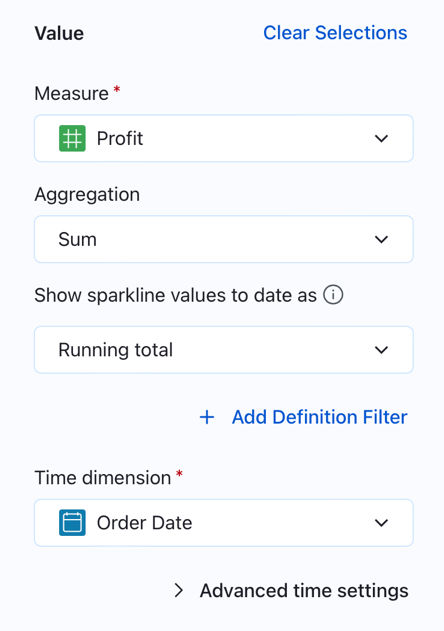 Value Clear Selections
Measure *
Profit
Aggregation
Sum
Show sparkline values to date as
Running total
+ Add Definition Filter
Time dimension *
Order Date
Advanced time settings